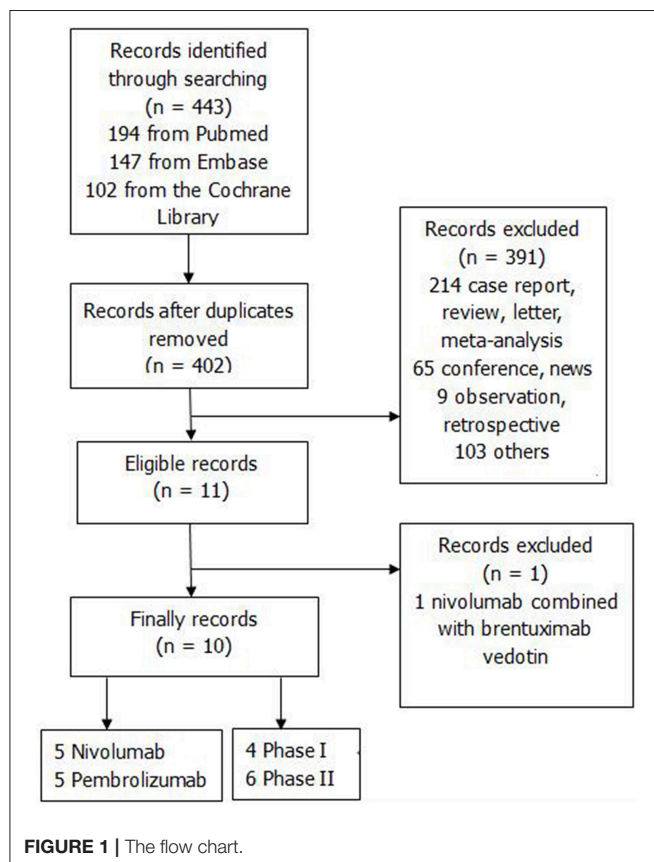 Records identified
through searching
(n = 443)
194 from Pubmed
147 from Embase
102 from the Cochrane
Library
Records after duplicates
removed
(n = 402)
Records excluded
(n = 391)
214 case report,
review, letter,
meta-analysis
65 conference, news
9 observation,
retrospective
103 others
Eligible records
(n = 11)
Records excluded
(n = 1)
1 nivolumab combined
with brentuximab
vedotin
Finally records
(n = 10)
5 Nivolumab
5 Pembrolizumab
4 Phase I
6 Phase II
FIGURE 1 | The flow chart.